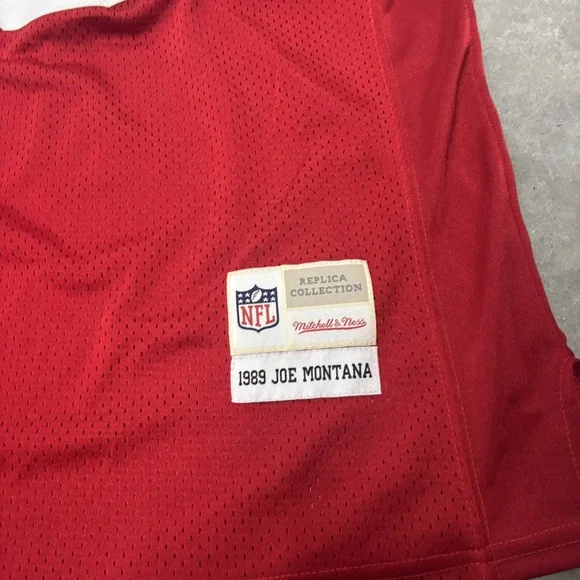 NFL
REPLICA
COLLECTION
Mitchell & Ness
1989 JOE MONTANA